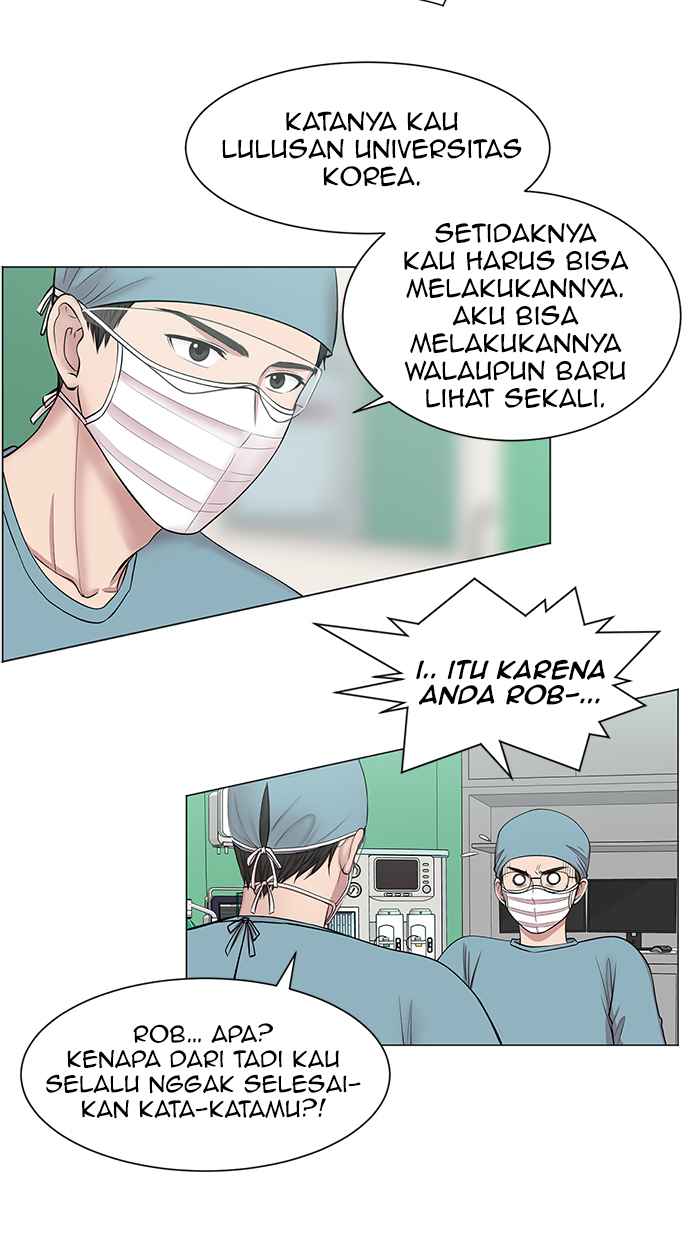 KATANYA KAU
LULUSAN UNIVERSITAS
KOREA.
SETIDAKNYA
KAU HARUS BISA
MELAKUKANNYA.
AKU BISA
MELAKUKANNYA
WALAUPUN BARU
LIHAT SEKALI.
I.. ITU KARENA
ANDA ROB-...
ROB... APA?
KENAPA DARI TADI KAU
SELALU NGGAK SELESAI-
KAN KATA-KATAMU?!